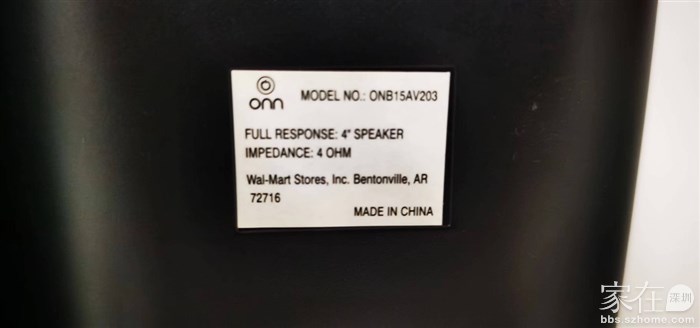 onn
MODEL NO.: ONB15AV203
FULL RESPONSE: 4" SPEAKER
IMPEDANCE: 4 OHM
Wal-Mart Stores, Inc. Bentonville, AR
72716
MADE IN CHINA
家在深圳
bbs.szhome.com